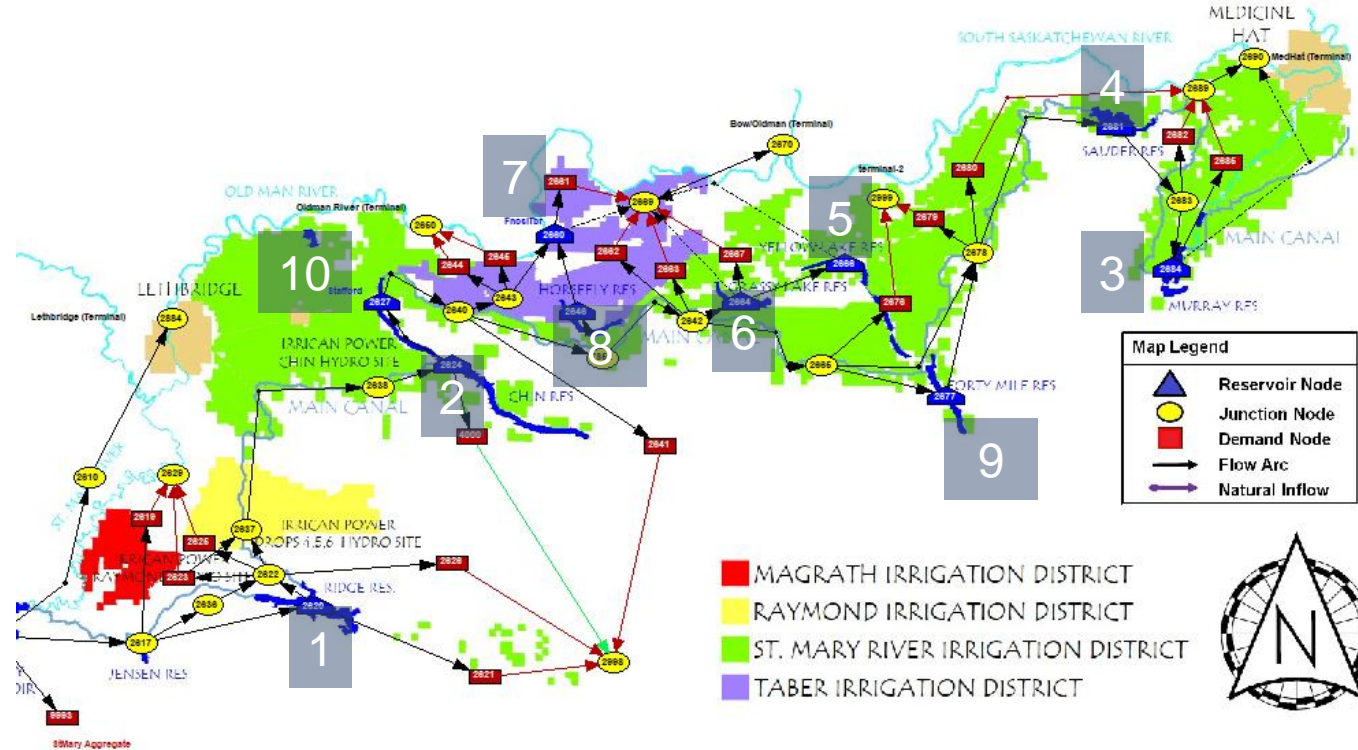 MEDICINE
HAT
SOUTH SASKATCHEWAN RIVER
2690
MedHat (Terminal)
4
2689
2681
2682
SAUDER RES
2685
Bow/Oldman (Terminal)
2670
7
2661
terminal-2
2680
OLD MAN RIVER
2669
2999
2679
Oldman River (Terminal)
2650
2645
2644
2660
2662
2663
2667
5
YELLOW LAKE RES
2666
2678
2683
MAIN CANAL
10
3
2684
MURRAY RES
LETHBRIDGE
Stafford
2627
2640
2643
HORSEFLY RES
2646
GRASSY LAKE RES
2664
2676
Lethbridge (Terminal)
2884
2642
MAIN
6
8
IRRICAN POWER
CHIN HYDRO SITE
2624
2638
2665
FORTY MILE RES
2677
MAIN CANAL
2
CHIN RES
9
4000
2641
Map Legend
Reservoir Node
Junction Node
Demand Node
Flow Arc
Natural Inflow
2610
2629
2619
2625
2637
IRRICAN POWER
DROPS 4,5,6 HYDRO SITE
2623
2622
2626
RIDGE RES.
2636
2620
1
2617
JENSEN RES
2621
2998
9993
StMary Aggregate
MAGRATH IRRIGATION DISTRICT
RAYMOND IRRIGATION DISTRICT
ST. MARY RIVER IRRIGATION DISTRICT
TABER IRRIGATION DISTRICT
N